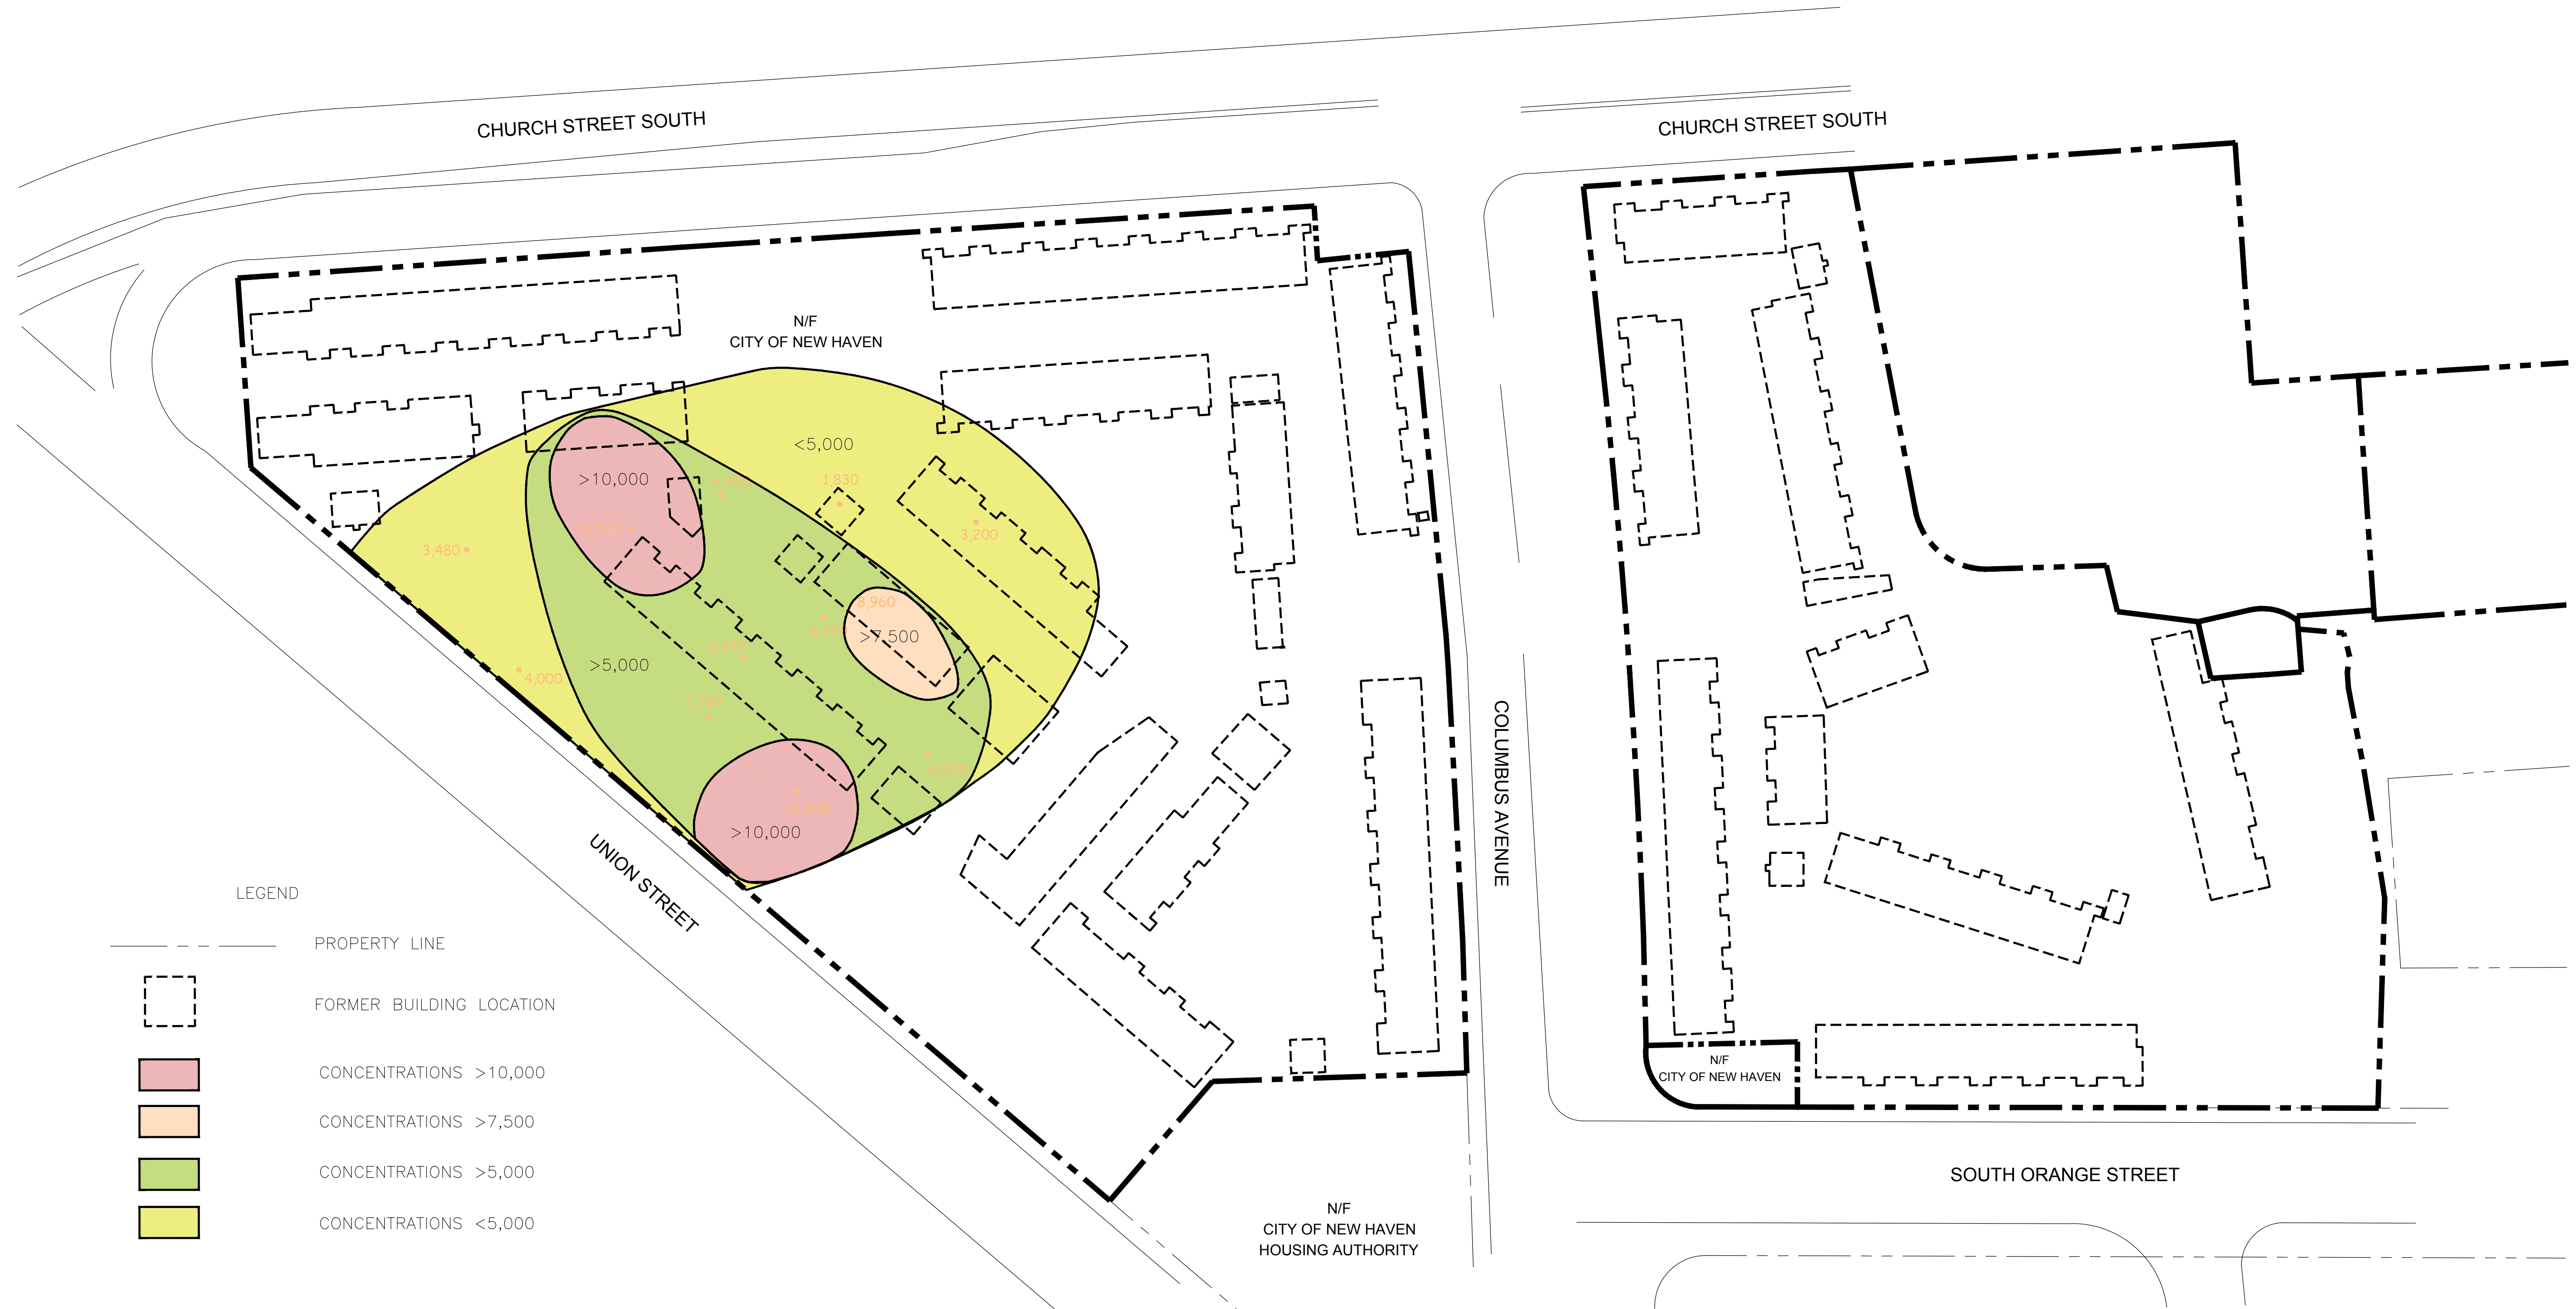 CHURCH STREET SOUTH
CHURCH STREET SOUTH
N/F
CITY OF NEW HAVEN
<5,000
>10,000
1,830
3,200
3,480
8,960
>7,500
>5,000
4,000
>10,000
UNION STREET
COLUMBUS AVENUE
LEGEND
PROPERTY LINE
FORMER BUILDING LOCATION
CONCENTRATIONS >10,000
CONCENTRATIONS >7,500
CONCENTRATIONS >5,000
CONCENTRATIONS <5,000
N/F
CITY OF NEW HAVEN
SOUTH ORANGE STREET
N/F
CITY OF NEW HAVEN
HOUSING AUTHORITY